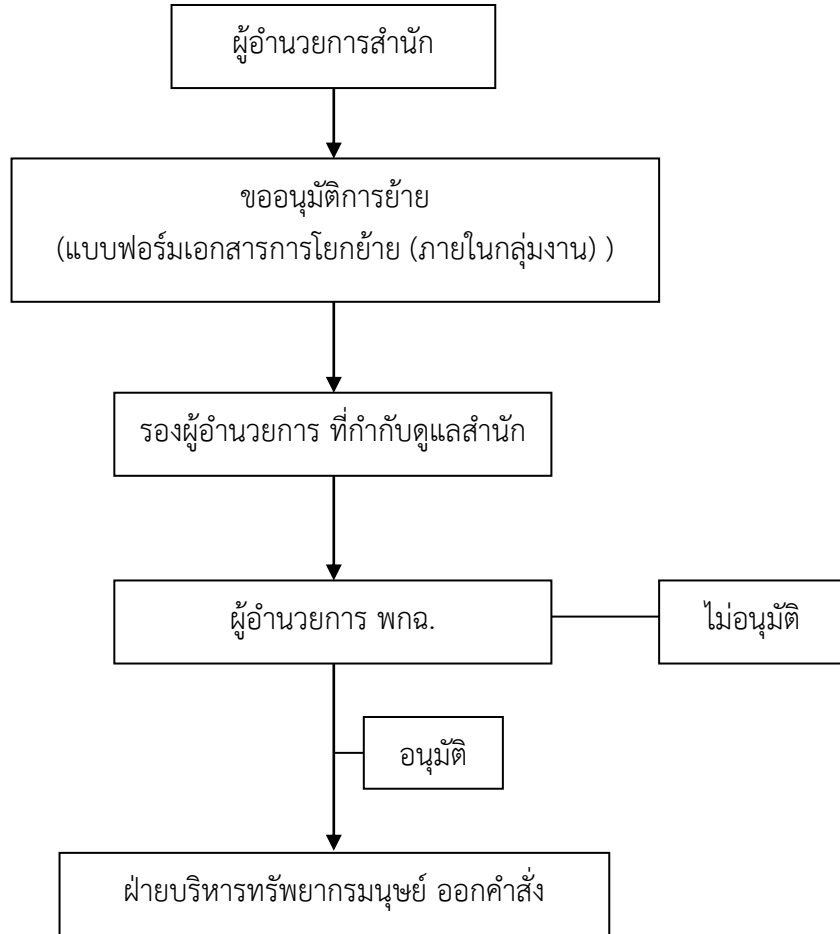 ผู้อำนวยการสำนัก
ขออนุมัติการย้าย
(แบบฟอร์มเอกสารการโยกย้าย (ภายในกลุ่มงาน) )
รองผู้อำนวยการ ที่กำกับดูแลสำนัก
ผู้อำนวยการ พกฉ.
ไม่อนุมัติ
อนุมัติ
ฝ่ายบริหารทรัพยากรมนุษย์ ออกคำสั่ง